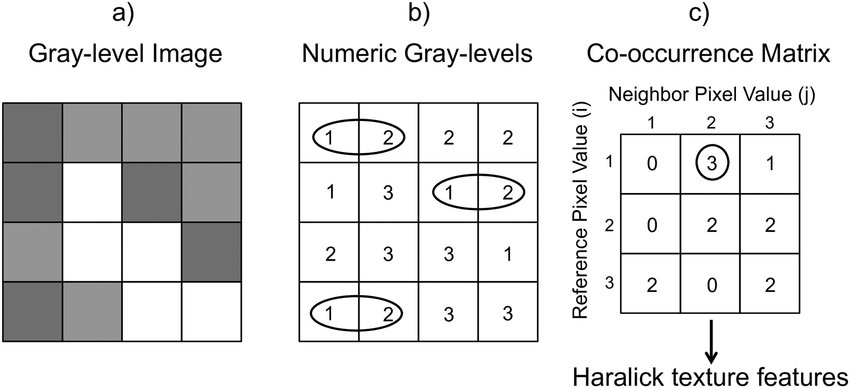 a) b) c)
Gray-level Image Numeric Gray-levels Co-occurrence Matrix
Neighbor Pixel Value (j)
Reference Pixel Value (i)
1 2 3
1 2 2 2
1 3 1 2
2 3 3 1
1 2 3 3
1 0 3 1
2 0 2 2
3 2 0 2
Haralick texture features